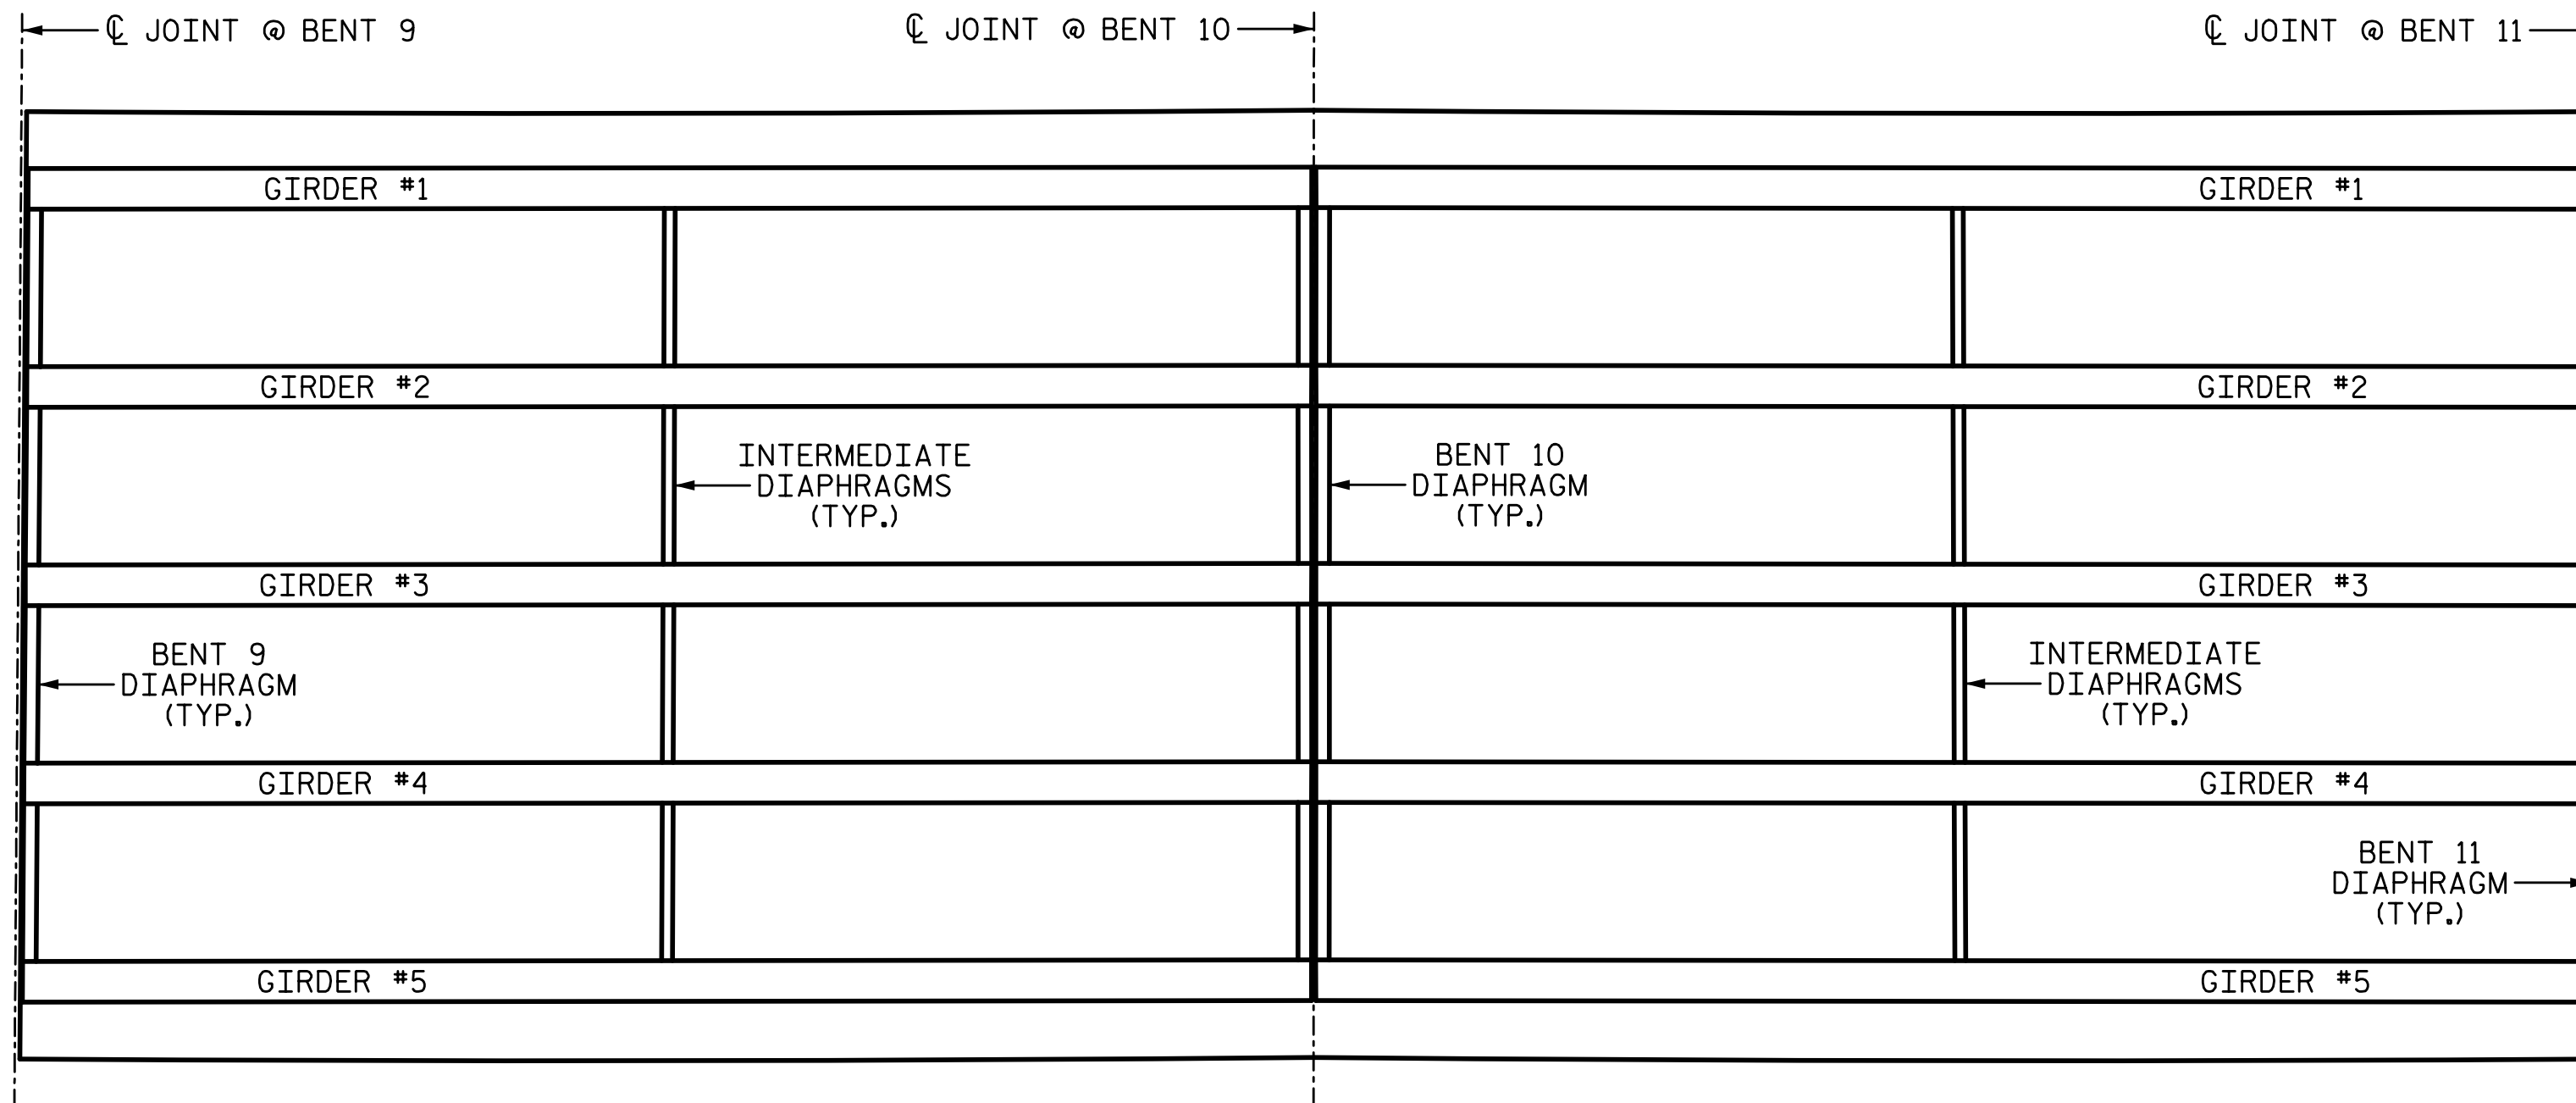 ℄ JOINT @ BENT 9
℄ JOINT @ BENT 10
℄ JOINT @ BENT 11
GIRDER #1
GIRDER #1
GIRDER #2
GIRDER #2
INTERMEDIATE
DIAPHRAGMS
(TYP.)
BENT 10
DIAPHRAGM
(TYP.)
GIRDER #3
GIRDER #3
BENT 9
DIAPHRAGM
(TYP.)
INTERMEDIATE
DIAPHRAGMS
(TYP.)
GIRDER #4
GIRDER #4
BENT 11
DIAPHRAGM
(TYP.)
GIRDER #5
GIRDER #5